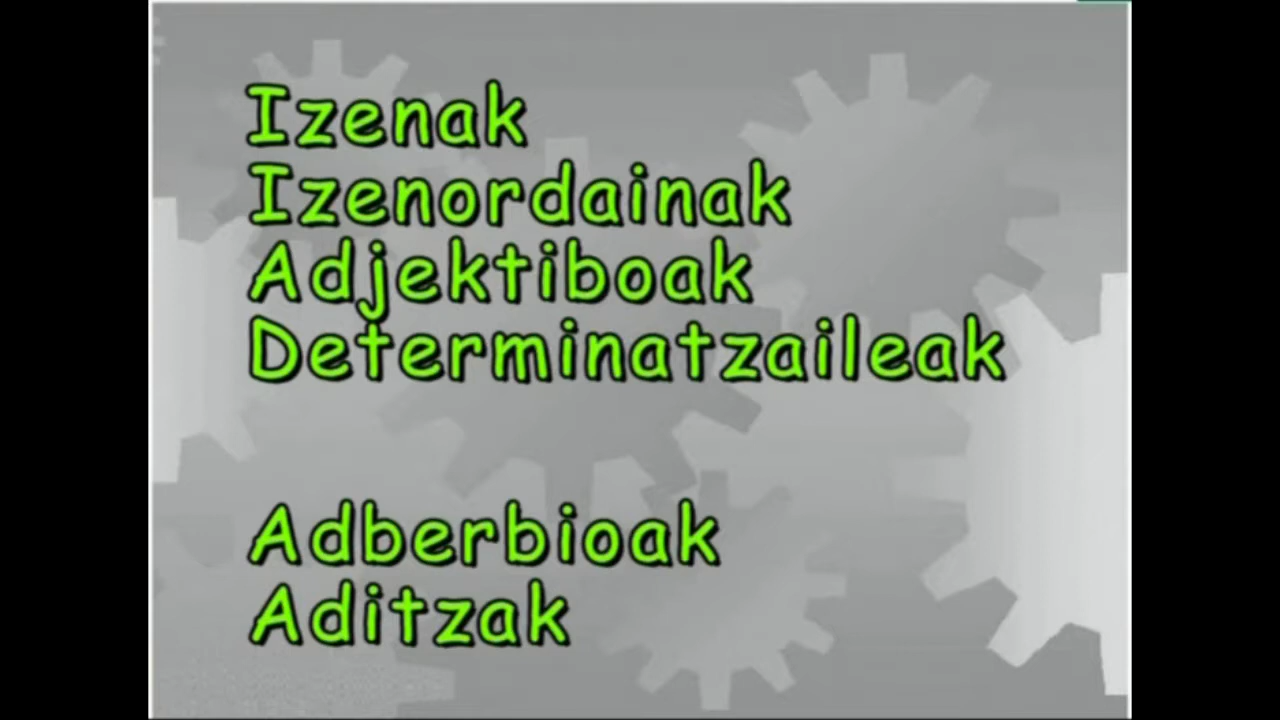 Izenak
Izenordainak
Adjektiboak
Determinatzaileak
Adberbioak
Aditzak